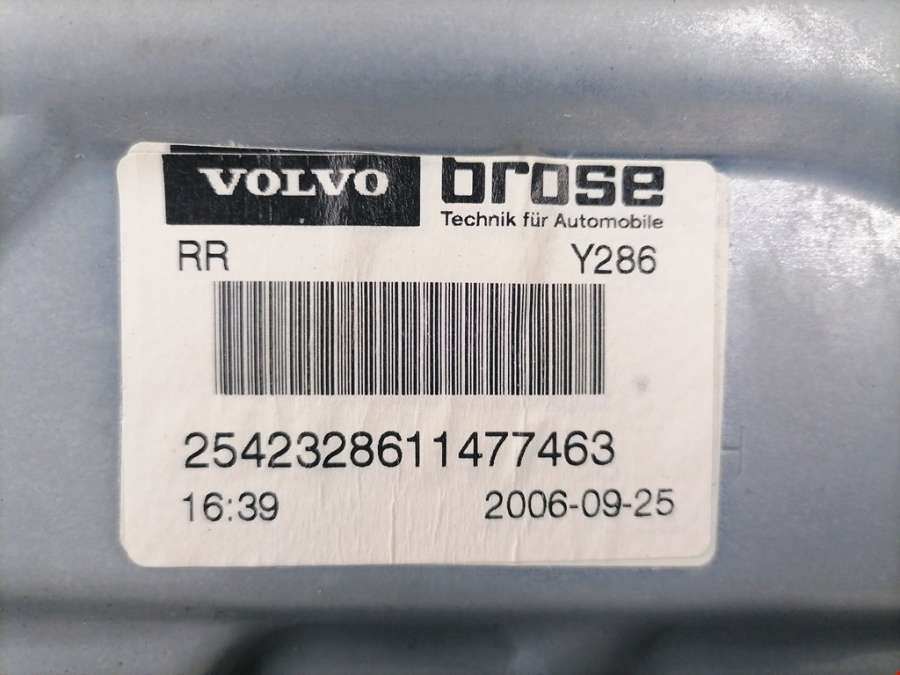 VOLVO brose
Technik für Automobile
RR Y286
2542328611477463
16:39 2006-09-25